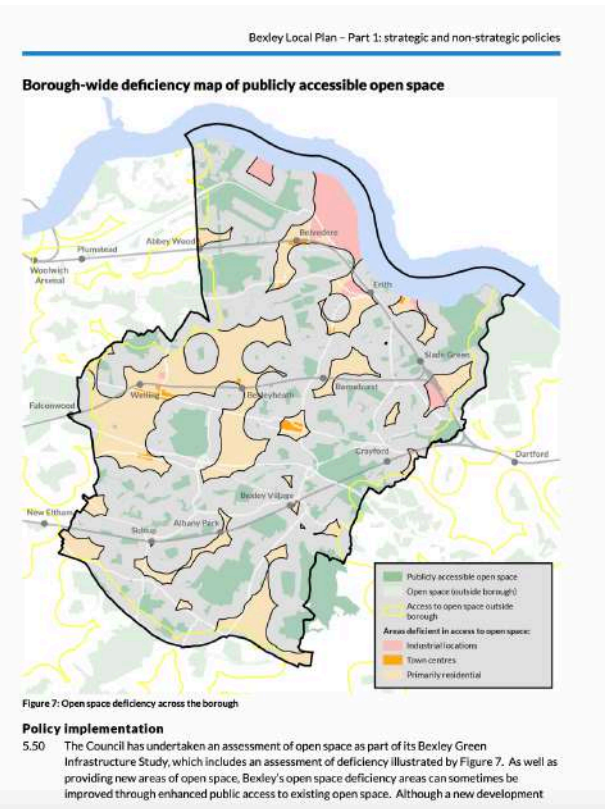 Bexley Local Plan – Part 1: strategic and non-strategic policies
Borough-wide deficiency map of publicly accessible open space
Abbey Wood
Belvedere
Plumstead
Woolwich
Arsenal
Erith
Slade Green
Falconwood
Welling
Bexleyheath
Barnehurst
Crayford
Dartford
New Eltham
Bexley Village
Albany Park
Sidcup
Publicly accessible open space
Open space (outside borough)
Access to open space outside
borough
Areas deficient in access to open space:
Industrial locations
Town centres
Primarily residential
Figure 7: Open space deficiency across the borough
Policy implementation
5.50 The Council has undertaken an assessment of open space as part of its Bexley Green
Infrastructure Study, which includes an assessment of deficiency illustrated by Figure 7. As well as
providing new areas of open space, Bexley's open space deficiency areas can sometimes be
improved through enhanced public access to existing open space. Although a new development